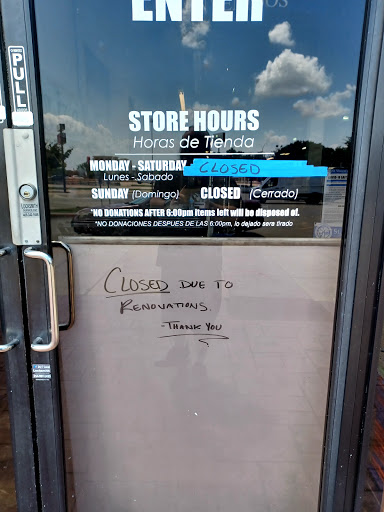 ENTER
PULL
STORE HOURS
Horas de Tienda
MONDAY - SATURDAY CLOSED
Lunes - Sabado
SUNDAY (Domingo) CLOSED (Cerrado)
*NO DONATIONS AFTER 6:00pm Items left will be disposed of.
*NO DONACIONES DESPUES DE LAS 6:00pm, lo dejado sera tirado
CLOSED DUE TO
RENOVATIONS.
-THANK YOU